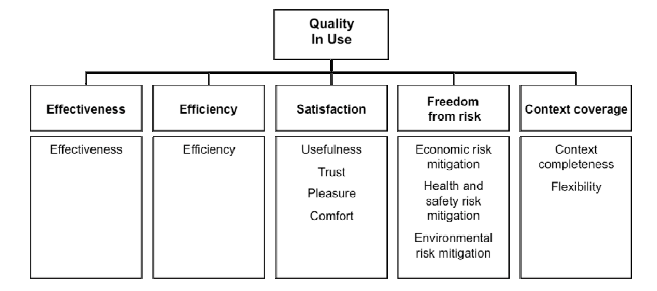 Quality
In Use
Effectiveness
Efficiency
Satisfaction
Freedom
from risk
Context coverage
Effectiveness
Efficiency
Usefulness
Trust
Pleasure
Comfort
Economic risk
mitigation
Health and
safety risk
mitigation
Environmental
risk mitigation
Context
completeness
Flexibility